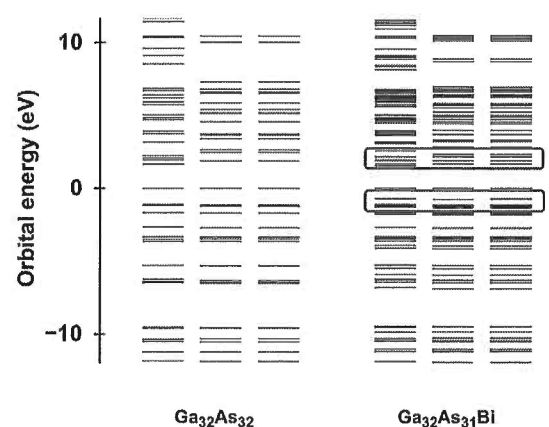 Orbital energy (eV)
10
0
−10
Ga₃₂As₃₂
Ga₃₂As₃₁Bi